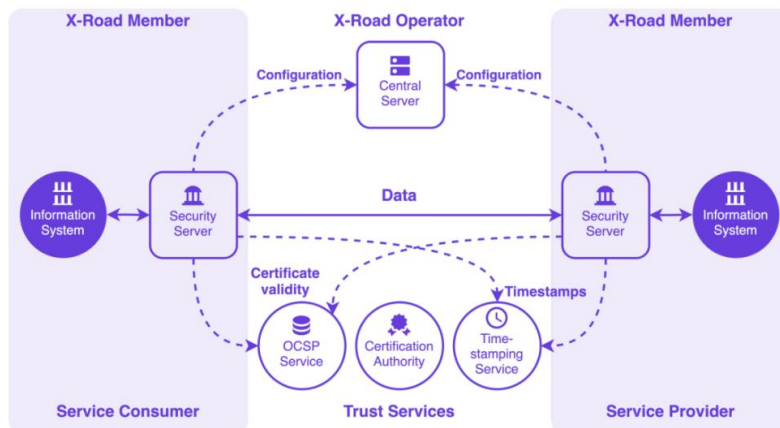 X-Road Member
X-Road Operator
X-Road Member
Configuration
Configuration
Central
Server
Information
System
Security
Server
Data
Security
Server
Information
System
Certificate
validity
Timestamps
OCSP
Service
Certification
Authority
Time-
stamping
Service
Service Consumer
Trust Services
Service Provider